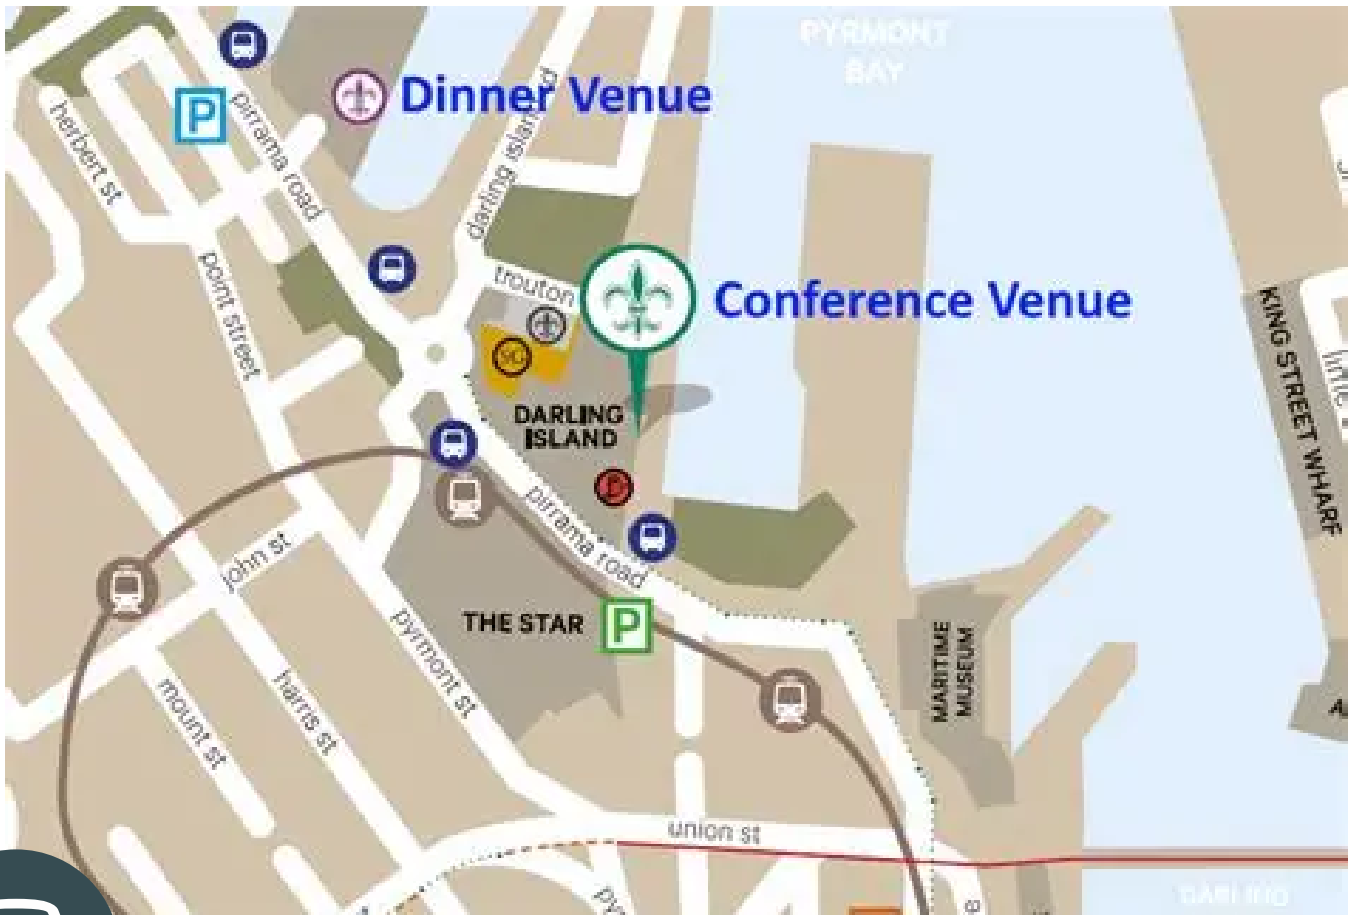 PYRMONT
BAY
P
Dinner Venue
herbert st
pirrama road
darling island
trouton
Conference Venue
point street
KING STREET WHARF
DARLING
ISLAND
pirrama road
john st
THE STAR
P
MARITIME
MUSEUM
pyrmont st
mount st
harris st
union st
DARLING